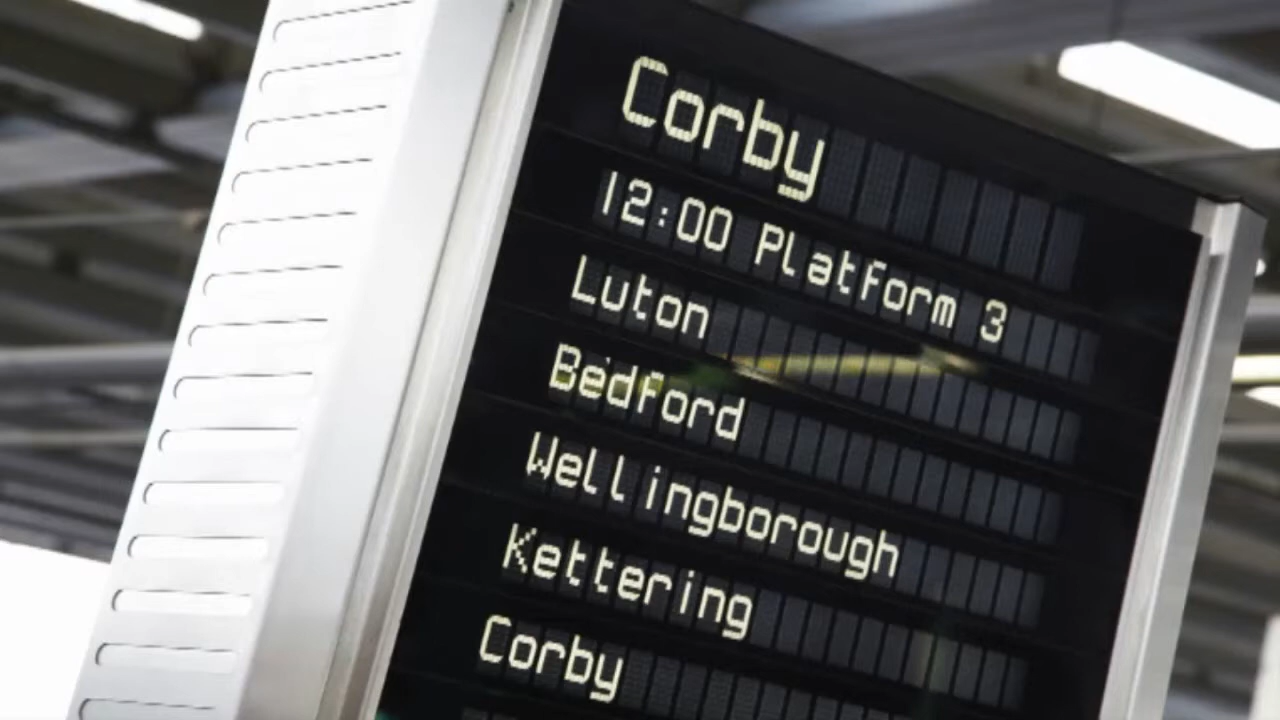 Corby
12:00 Platform 3
Luton
Bedford
Wellingborough
Kettering
Corby